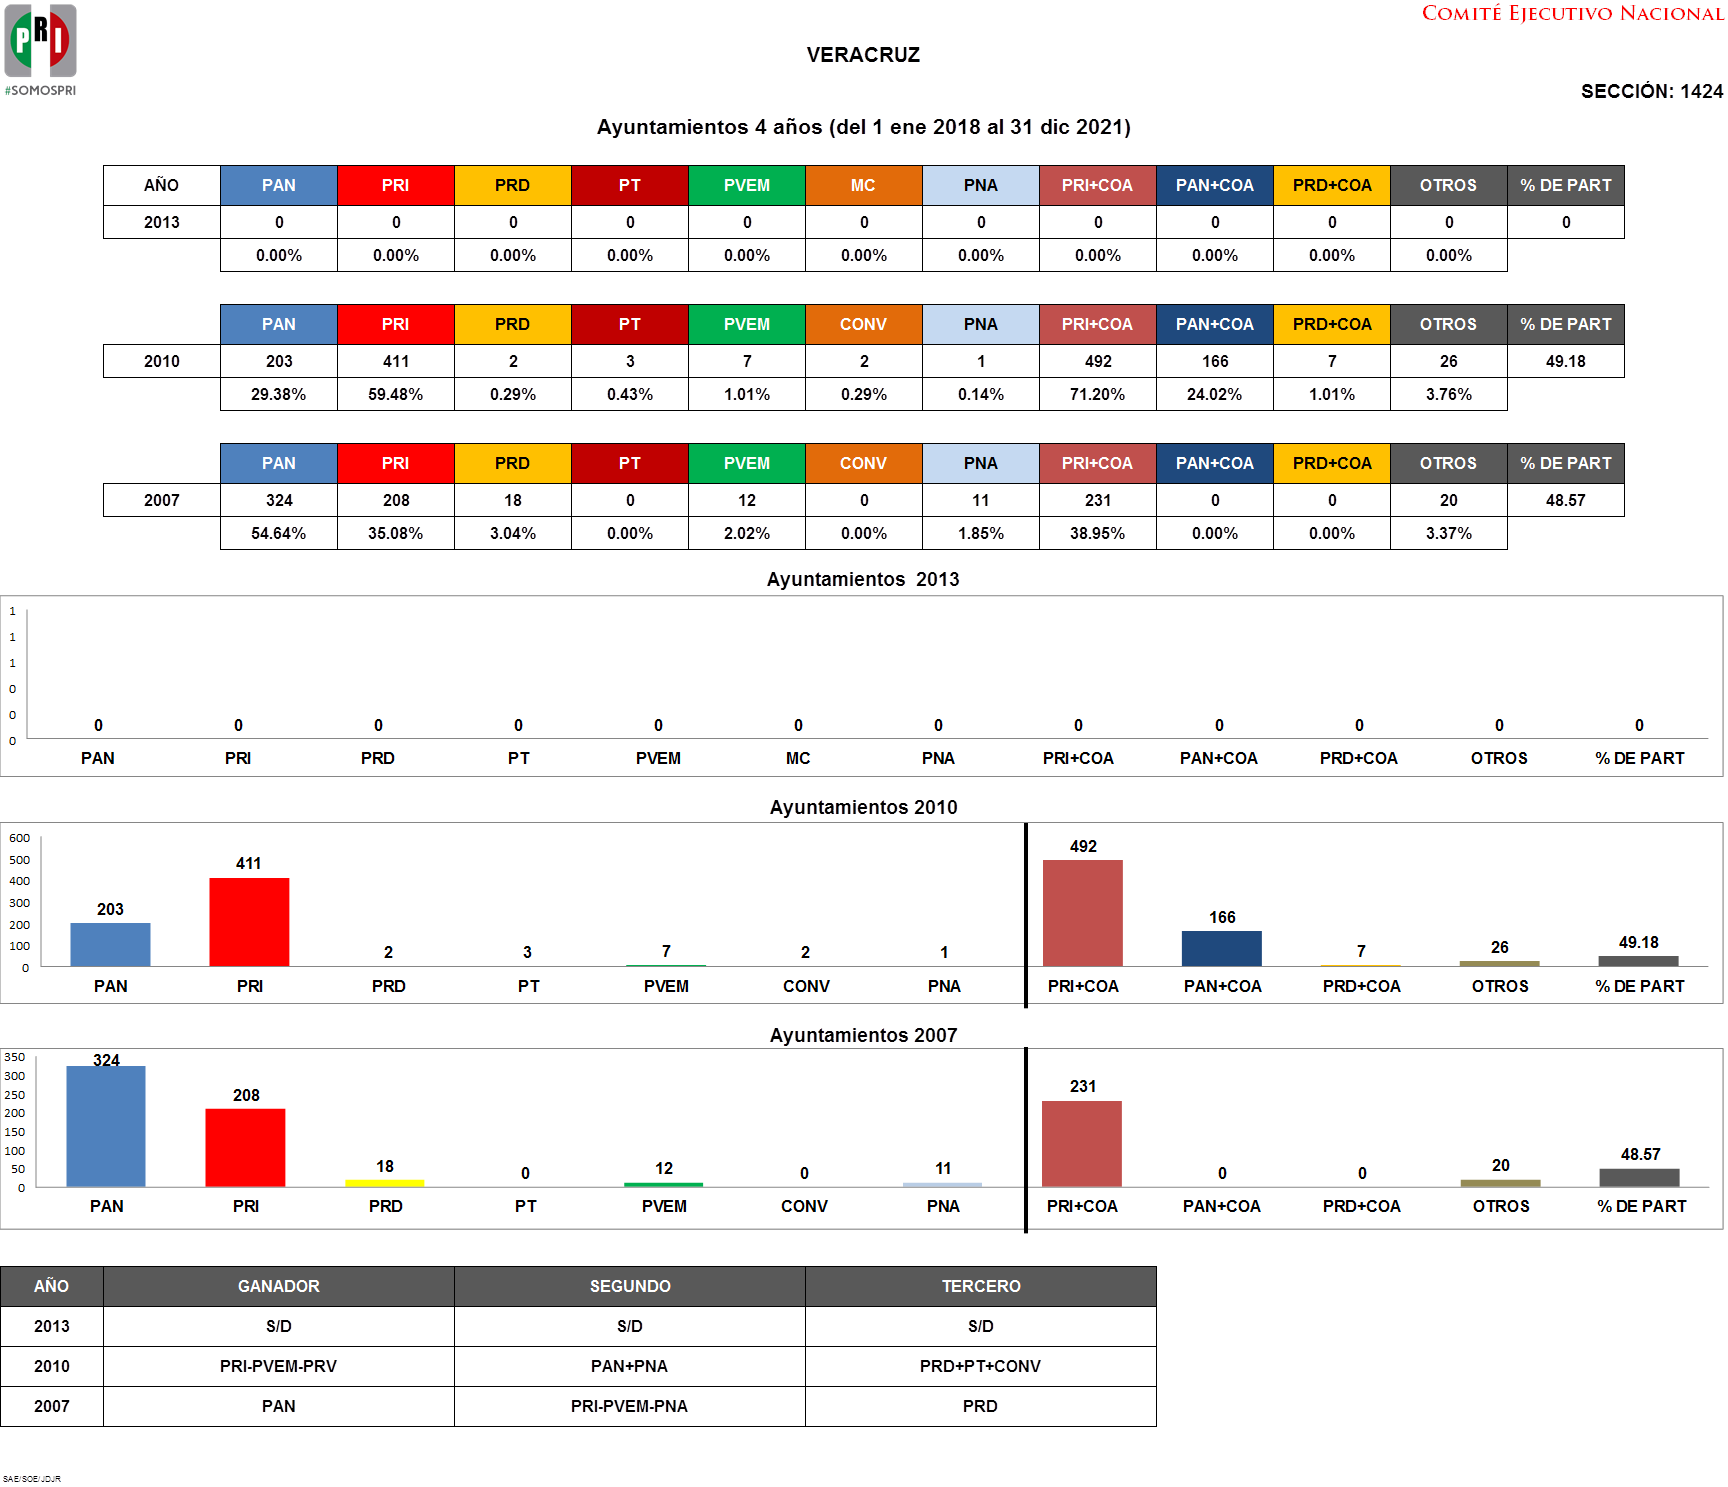 PRI
#SOMOSPRI
COMITÉ EJECUTIVO NACIONAL
VERACRUZ
SECCIÓN: 1424
Ayuntamientos 4 años (del 1 ene 2018 al 31 dic 2021)
AÑO PAN PRI PRD PT PVEM MC PNA PRI+COA PAN+COA PRD+COA OTROS % DE PART
2013 0 0 0 0 0 0 0 0 0 0 0 0
0.00% 0.00% 0.00% 0.00% 0.00% 0.00% 0.00% 0.00% 0.00% 0.00% 0.00%
PAN PRI PRD PT PVEM CONV PNA PRI+COA PAN+COA PRD+COA OTROS % DE PART
2010 203 411 2 3 7 2 1 492 166 7 26 49.18
29.38% 59.48% 0.29% 0.43% 1.01% 0.29% 0.14% 71.20% 24.02% 1.01% 3.76%
PAN PRI PRD PT PVEM CONV PNA PRI+COA PAN+COA PRD+COA OTROS % DE PART
2007 324 208 18 0 12 0 11 231 0 0 20 48.57
54.64% 35.08% 3.04% 0.00% 2.02% 0.00% 1.85% 38.95% 0.00% 0.00% 3.37%
Ayuntamientos 2013
1
1
1
0
0
0
0 0 0 0 0 0 0 0 0 0 0 0
PAN PRI PRD PT PVEM MC PNA PRI+COA PAN+COA PRD+COA OTROS % DE PART
Ayuntamientos 2010
600
500
400
300
200
100
0
203 411 2 3 7 2 1 492 166 7 26 49.18
PAN PRI PRD PT PVEM CONV PNA PRI+COA PAN+COA PRD+COA OTROS % DE PART
Ayuntamientos 2007
350
300
250
200
150
100
50
0
324 208 18 0 12 0 11 231 0 0 20 48.57
PAN PRI PRD PT PVEM CONV PNA PRI+COA PAN+COA PRD+COA OTROS % DE PART
AÑO GANADOR SEGUNDO TERCERO
2013 S/D S/D S/D
2010 PRI-PVEM-PRV PAN+PNA PRD+PT+CONV
2007 PAN PRI-PVEM-PNA PRD
SAE/SOE/JDJR